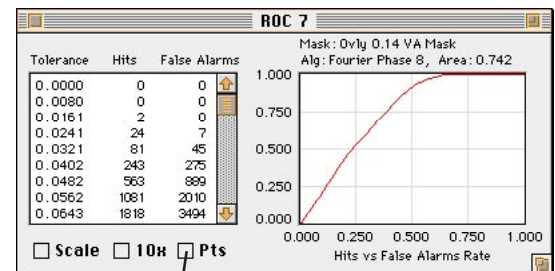 ROC 7
Mask: Ovly 0.14 VA Mask
Alg: Fourier Phase 8, Area: 0.742
Tolerance Hits False Alarms
0.0000 0 0
0.0080 0 0
0.0161 2 0
0.0241 24 7
0.0321 81 45
0.0402 243 275
0.0482 563 889
0.0562 1081 2010
0.0643 1818 3494
1.000
0.750
0.500
0.250
0.000
0.000 0.250 0.500 0.750 1.000
Hits vs False Alarms Rate
Scale 10x Pts